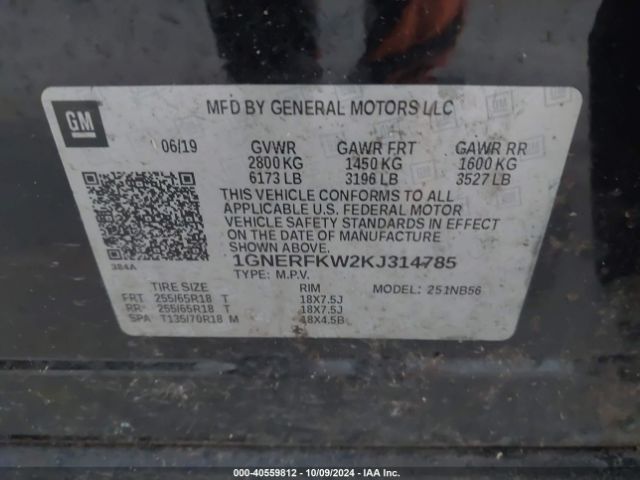 GM
MFD BY GENERAL MOTORS LLC
06/19 GVWR GAWR FRT GAWR RR
2800 KG 1450 KG 1600 KG
6173 LB 3196 LB 3527 LB
THIS VEHICLE CONFORMS TO ALL
APPLICABLE U.S. FEDERAL MOTOR
VEHICLE SAFETY STANDARDS IN EFFECT
ON THE DATE OF MANUFACTURE SHOWN ABOVE.
1GNERFKW2KJ314785
384A TYPE: M.P.V. MODEL: 251NB56
TIRE SIZE RIM
FRT 255/65R18 T 18X7.5J
RR 255/65R18 T 18X7.5J
SPA T135/70R18 M 18X4.5B
000-40559812 - 10/09/2024 - IAA Inc.